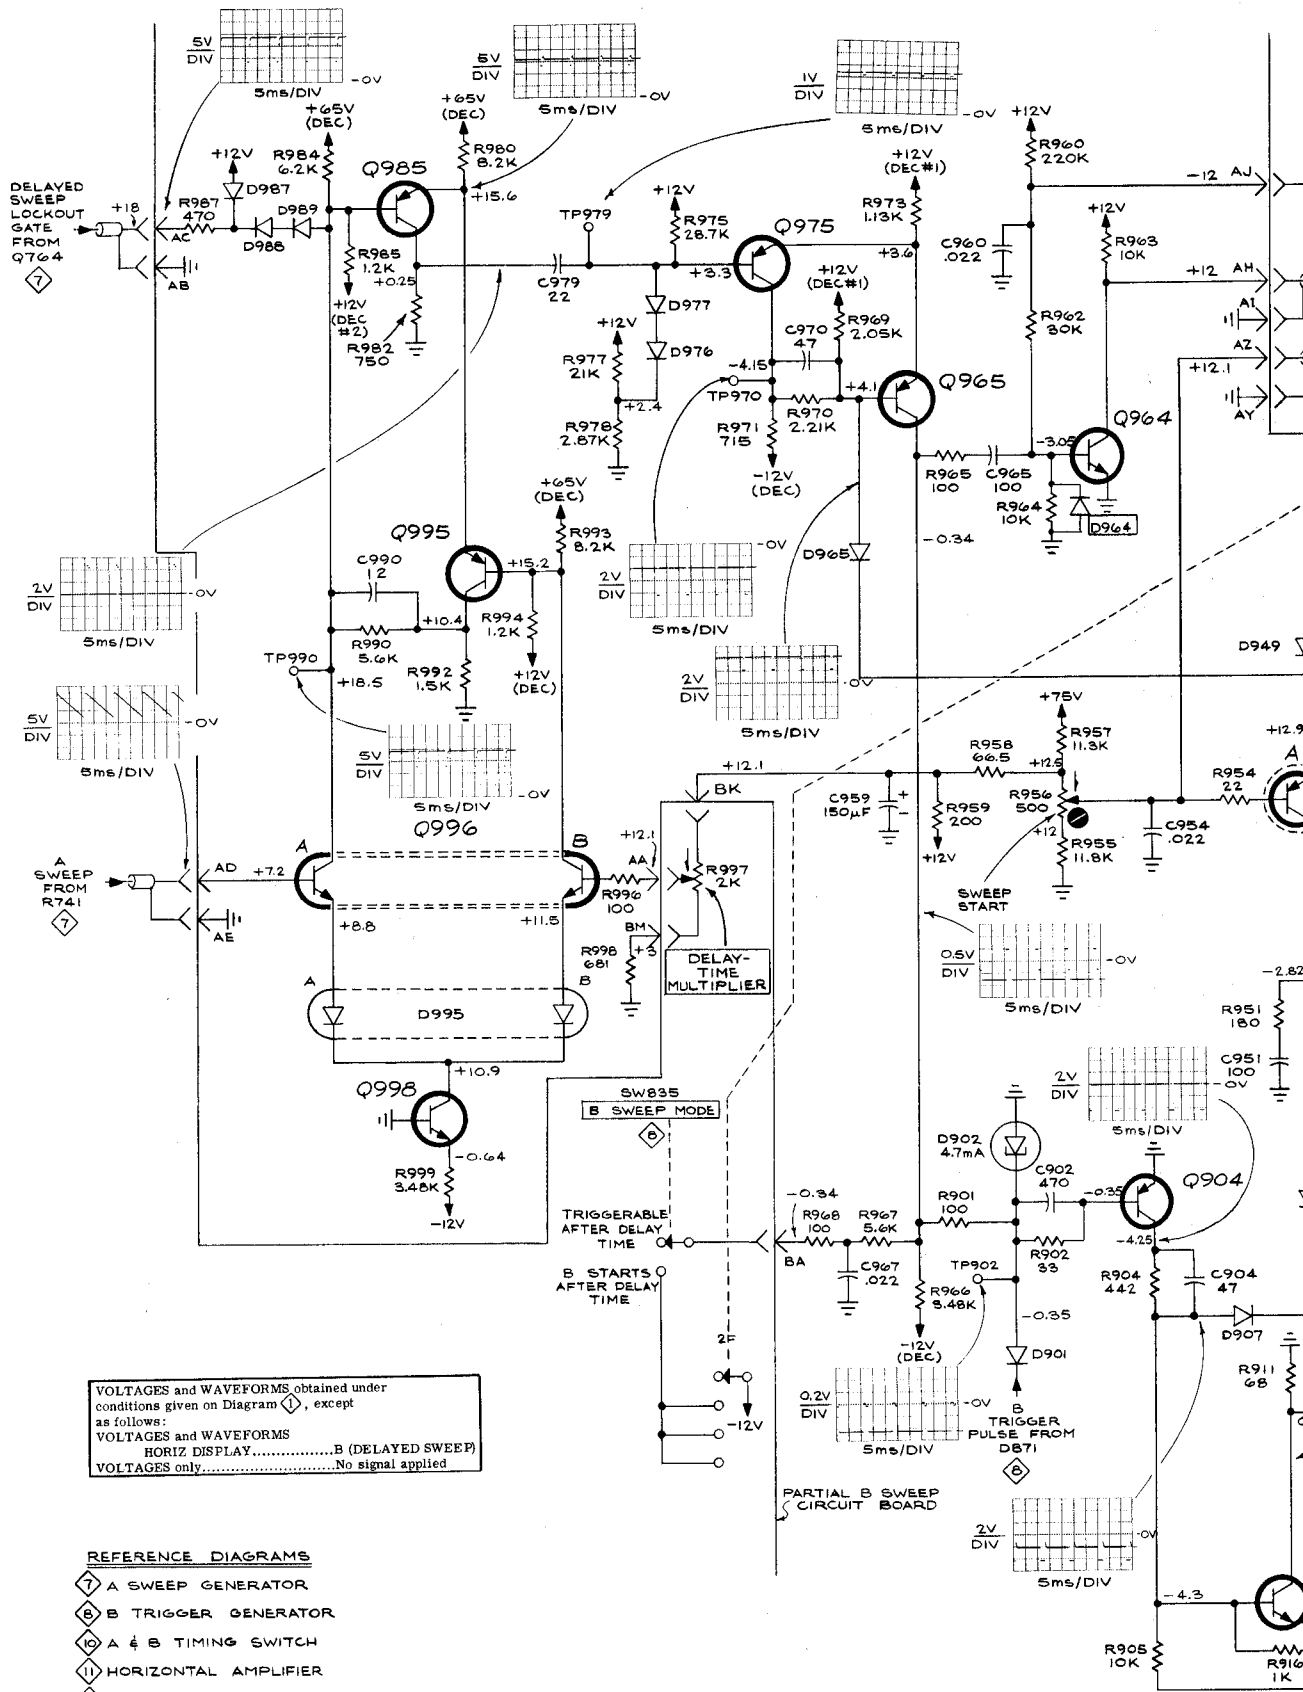 5V
DIV
-0V
5ms/DIV
5V
DIV
-0V
5ms/DIV
1V
DIV
-0V
5ms/DIV
+65V
(DEC)
R984
6.2K
Q985
+65V
(DEC)
R980
8.2K
+15.6
+12V
(DEC#1)
R973
1.13K
+12V
R960
220K
-12
AJ
DELAYED
SWEEP
LOCKOUT
GATE
FROM
Q764
7
+18
R987
470
AC
AB
+12V
D987
D988
D989
R985
1.2K
+0.25
+12V
(DEC
#2)
R982
750
TP979
C979
22
+12V
R975
28.7K
+3.3
Q975
+3.6
C960
.022
+12V
R963
10K
+12
AH
AI
AZ
+12.1
AY
D977
D976
+12V
R977
21K
+2.4
R978
2.87K
+12V
(DEC#1)
C970
47
R969
2.05K
-4.15
TP970
+4.1
R970
2.21K
R971
715
-12V
(DEC)
Q965
R962
30K
Q964
-3.05
R965
100
C965
100
R964
10K
D964
-0.34
D965
+65V
(DEC)
R993
8.2K
Q995
+15.2
C990
12
+10.4
R990
5.6K
R992
1.5K
R994
1.2K
+12V
(DEC)
TP990
+18.5
2V
DIV
-0V
5ms/DIV
5V
DIV
-0V
5ms/DIV
5V
DIV
-0V
5ms/DIV
2V
DIV
-0V
5ms/DIV
2V
DIV
0V
5ms/DIV
D949
+75V
R957
11.3K
+12.5
R958
66.5
R956
500
+12
R955
11.8K
SWEEP
START
C954
.022
R954
22
+12.9
A
+12.1
BK
C959
150µF
+
-
R959
200
+12V
Q996
A
B
A
SWEEP
FROM
R741
7
AD
AE
+7.2
+8.8
+11.5
R996
100
+12.1
AA
R997
2K
BM
+3
R998
681
DELAY-
TIME
MULTIPLIER
A
D995
B
+10.9
Q998
-0.64
R999
3.48K
-12V
0.5V
DIV
-0V
5ms/DIV
-2.82
R951
180
C951
100
2V
DIV
-0V
5ms/DIV
SW835
B SWEEP MODE
8
TRIGGERABLE
AFTER DELAY
TIME
B STARTS
AFTER DELAY
TIME
2F
-12V
-0.34
R968
100
R967
5.6K
BA
C967
.022
R966
3.48K
-12V
(DEC)
D902
4.7mA
C902
470
-0.35
Q904
R901
100
R902
33
TP902
-0.35
-4.25
R904
442
C904
47
D907
D901
B
TRIGGER
PULSE FROM
D871
8
0.2V
DIV
-0V
5ms/DIV
R911
68
2V
DIV
-0V
5ms/DIV
-4.3
R905
10K
R916
1K
PARTIAL B SWEEP
CIRCUIT BOARD
VOLTAGES and WAVEFORMS obtained under
conditions given on Diagram 1, except
as follows:
VOLTAGES and WAVEFORMS
HORIZ DISPLAY...............B (DELAYED SWEEP)
VOLTAGES only.........................No signal applied
REFERENCE DIAGRAMS
7 A SWEEP GENERATOR
8 B TRIGGER GENERATOR
10 A & B TIMING SWITCH
11 HORIZONTAL AMPLIFIER